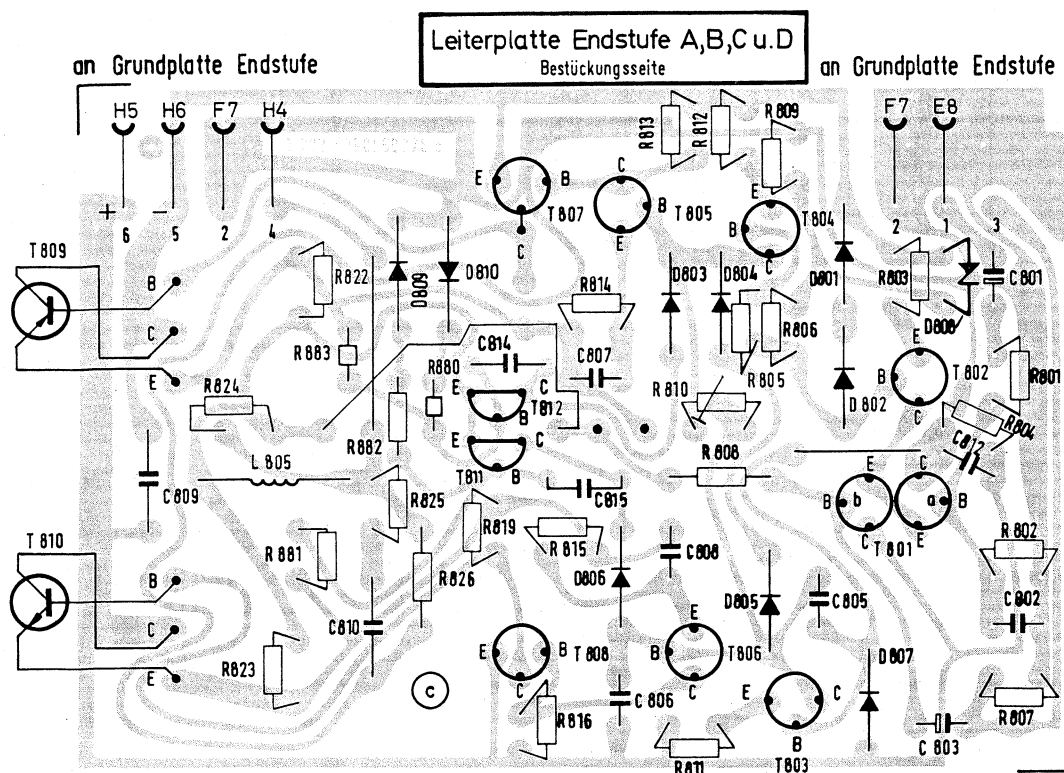 Leiterplatte Endstufe A,B,C u. D
Bestückungsseite
an Grundplatte Endstufe
an Grundplatte Endstufe
H5 H6 F7 H4
F7 E8
R813 R812 R809
E B T807 C
C B T805 E
E B T804 C
+ 6 - 5 2 4
2 1 3
T809
B
C
E
R822
D809
D810
R814
D803
D804
D801
R803
D808
C801
R883
C814
C807
R806
R805
E B T802 C
R801
R824
R880
E C B T812
R810
D802
R804
R882
C812
L805
E C T811 B
R808
C809
C815
R825
E B b C T801
C a B E
T810
R819
R815
R802
R881
C808
B
C
E
R826
D806
D805
C805
C802
C810
E B T808 C
E B T806 C
D807
R823
c
R816
C806
E C T803 B
R807
C803
R811